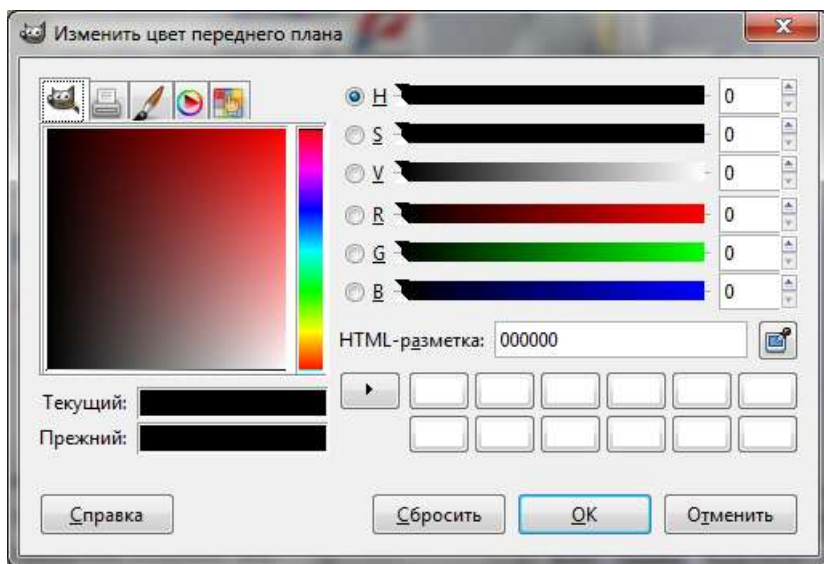 Изменить цвет переднего плана
H 0
S 0
V 0
R 0
G 0
B 0
HTML-разметка: 000000
Текущий:
Прежний:
Справка Сбросить OK Отменить